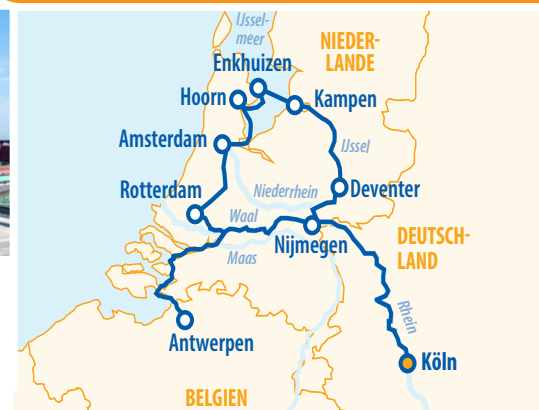 IJssel-
meer
NIEDER-
LANDE
Enkhuizen
Hoorn
Kampen
Amsterdam
IJssel
Niederrhein
Deventer
Rotterdam
Waal
Nijmegen
Maas
DEUTSCH-
LAND
Rhein
Antwerpen
Köln
BELGIEN